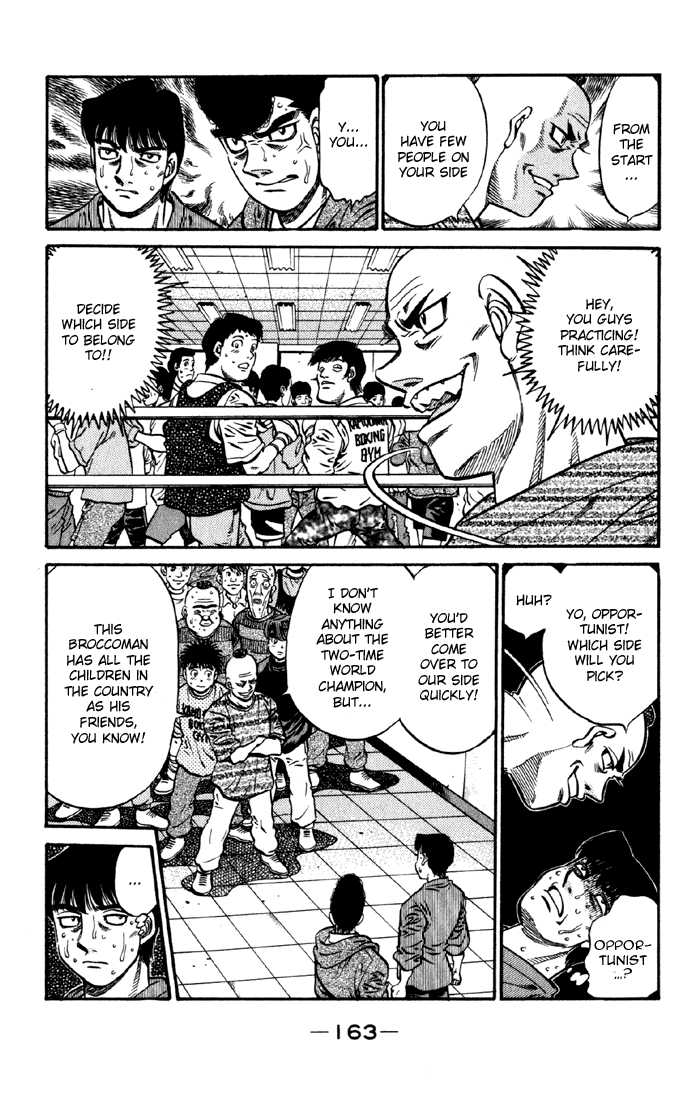 FROM
THE
START
...
YOU
HAVE FEW
PEOPLE ON
YOUR SIDE
Y...
YOU...
HEY,
YOU GUYS
PRACTICING!
THINK CARE-
FULLY!
DECIDE
WHICH SIDE
TO BELONG
TO!!
BOXING
GYM
YO, OPPOR-
TUNIST!
WHICH SIDE
WILL YOU
PICK?
HUH?
OPPOR-
TUNIST
...?
YOU'D
BETTER
COME
OVER TO
OUR SIDE
QUICKLY!
I DON'T
KNOW
ANYTHING
ABOUT THE
TWO-TIME
WORLD
CHAMPION,
BUT...
THIS
BROCCOMAN
HAS ALL THE
CHILDREN IN
THE COUNTRY
AS HIS
FRIENDS,
YOU KNOW!
...
—163—